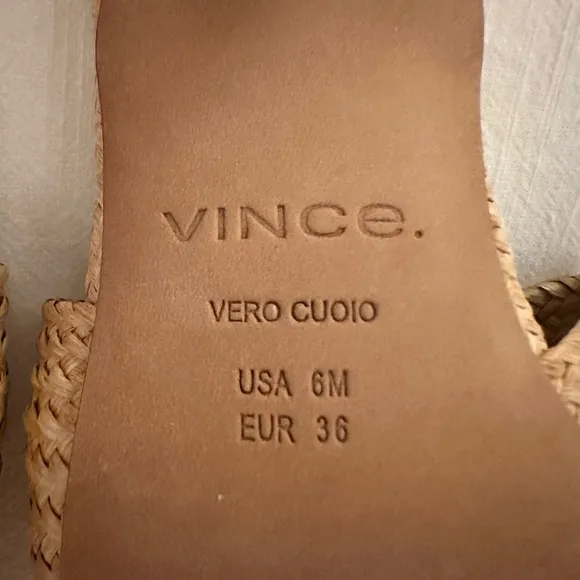 VINCe.
VERO CUOIO
USA 6M
EUR 36